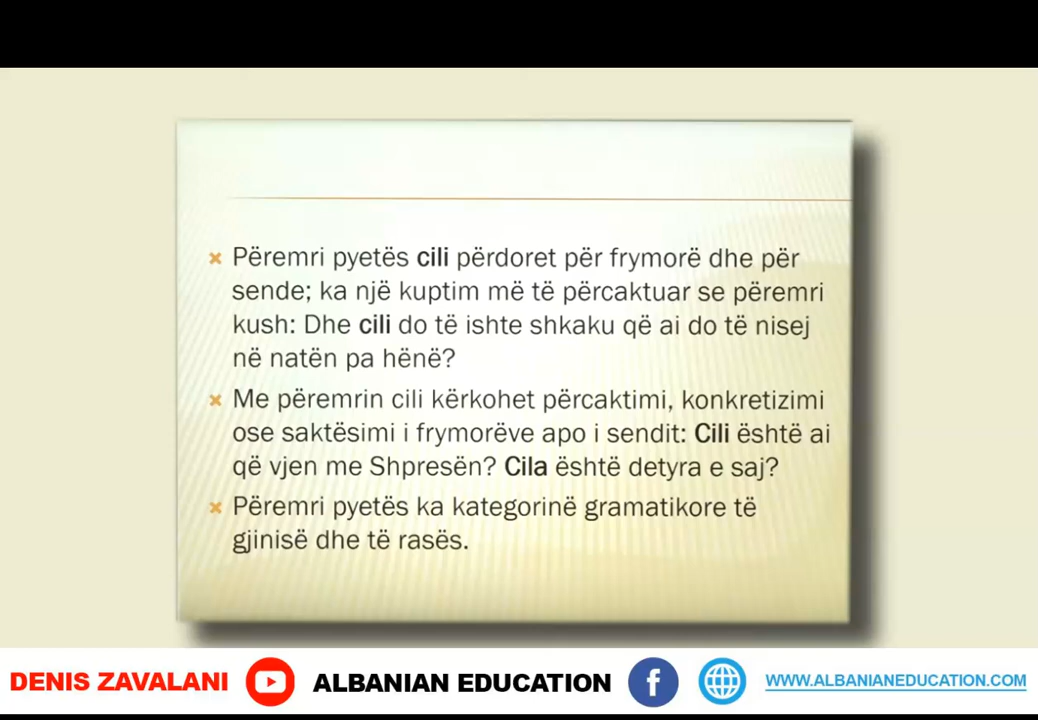 Përemri pyetës cili përdoret për frymorë dhe për
sende; ka një kuptim më të përcaktuar se përemri
kush: Dhe cili do të ishte shkaku që ai do të nisej
në natën pa hënë?
Me përemrin cili kërkohet përcaktimi, konkretizimi
ose saktësimi i frymorëve apo i sendit: Cili është ai
që vjen me Shpresën? Cila është detyra e saj?
Përemri pyetës ka kategorinë gramatikore të
gjinisë dhe të rasës.
DENIS ZAVALANI ALBANIAN EDUCATION f WWW.ALBANIANEDUCATION.COM